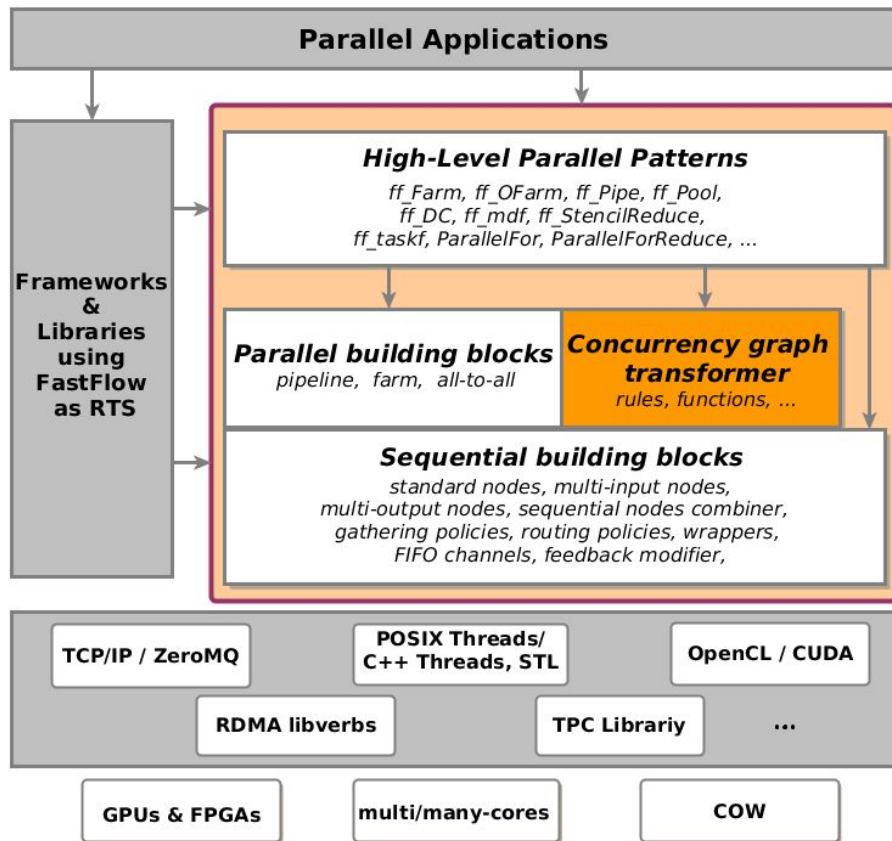 Parallel Applications
High-Level Parallel Patterns
ff_Farm, ff_OFarm, ff_Pipe, ff_Pool,
ff_DC, ff_mdf, ff_StencilReduce,
ff_taskf, ParallelFor, ParallelForReduce, ...
Frameworks
&
Libraries
using
FastFlow
as RTS
Parallel building blocks
pipeline, farm, all-to-all
Concurrency graph
transformer
rules, functions, ...
Sequential building blocks
standard nodes, multi-input nodes,
multi-output nodes, sequential nodes combiner,
gathering policies, routing policies, wrappers,
FIFO channels, feedback modifier,
TCP/IP / ZeroMQ
POSIX Threads/
C++ Threads, STL
OpenCL / CUDA
RDMA libverbs
TPC Librariy
...
GPUs & FPGAs
multi/many-cores
COW